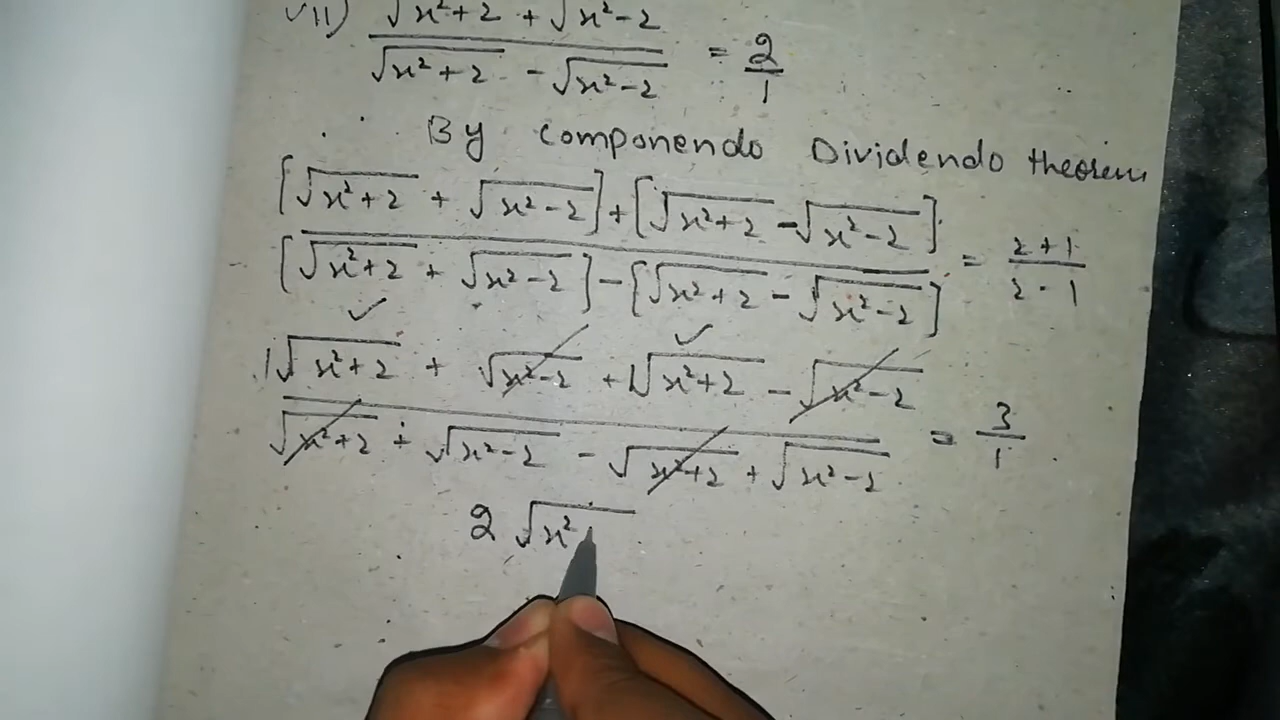 VII) √x²+2 + √x²-2 / √x²+2 - √x²-2 = 2/1
∴ By Componendo Dividendo theorem
[√x²+2 + √x²-2] + [√x²+2 - √x²-2] / [√x²+2 + √x²-2] - [√x²+2 - √x²-2] = 2+1 / 2-1
1√x²+2 + √x²-2 + 1√x²+2 - √x²-2 / √x²+2 + √x²-2 - √x²+2 + √x²-2 = 3/1
2 √x²